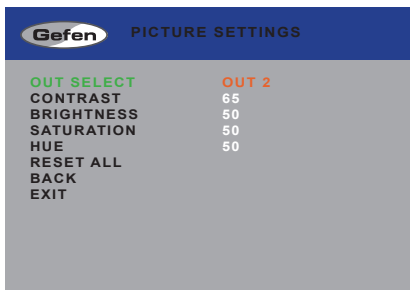 Gefen PICTURE SETTINGS
OUT SELECT OUT 2
CONTRAST 65
BRIGHTNESS 50
SATURATION 50
HUE 50
RESET ALL
BACK
EXIT